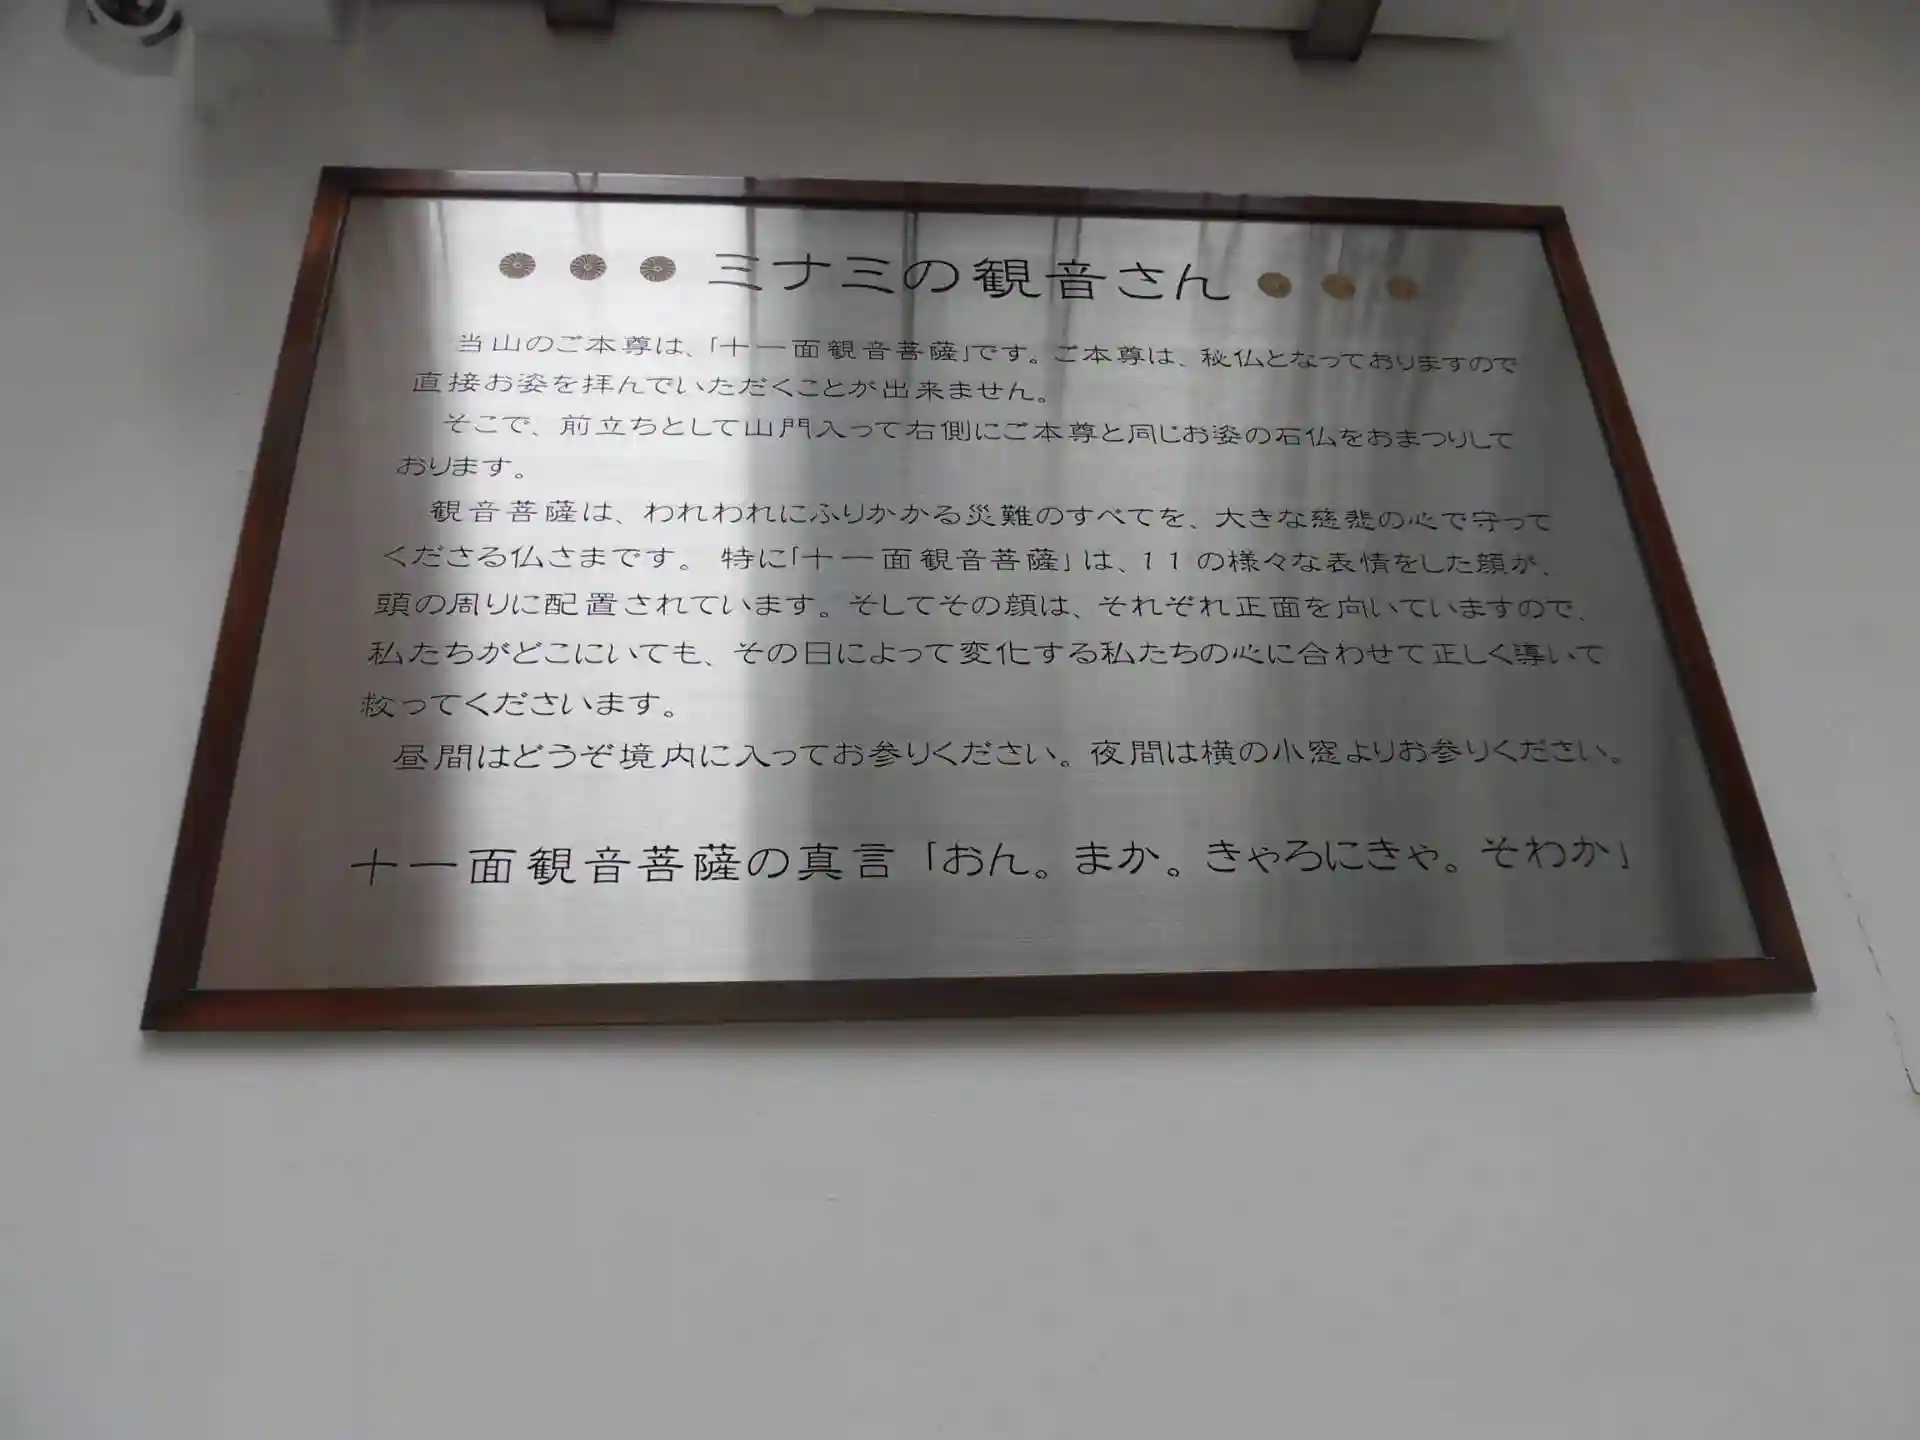 ミナミの観音さん
当山のご本尊は、「十一面観音菩薩」です。ご本尊は、秘仏となっておりますので
直接お姿を拝んでいただくことが出来ません。
そこで、前立ちとして山門入って右側にご本尊と同じお姿の石仏をおまつりして
おります。
観音菩薩は、われわれにふりかかる災難のすべてを、大きな慈悲の心で守って
くださる仏さまです。特に「十一面観音菩薩」は、11の様々な表情をした顔が、
頭の周りに配置されています。そしてその顔は、それぞれ正面を向いていますので、
私たちがどこにいても、その日によって変化する私たちの心に合わせて正しく導いて
救ってくださいます。
昼間はどうぞ境内に入ってお参りください。夜間は横の小窓よりお参りください。
十一面観音菩薩の真言「おん。まか。きゃろにきゃ。そわか」